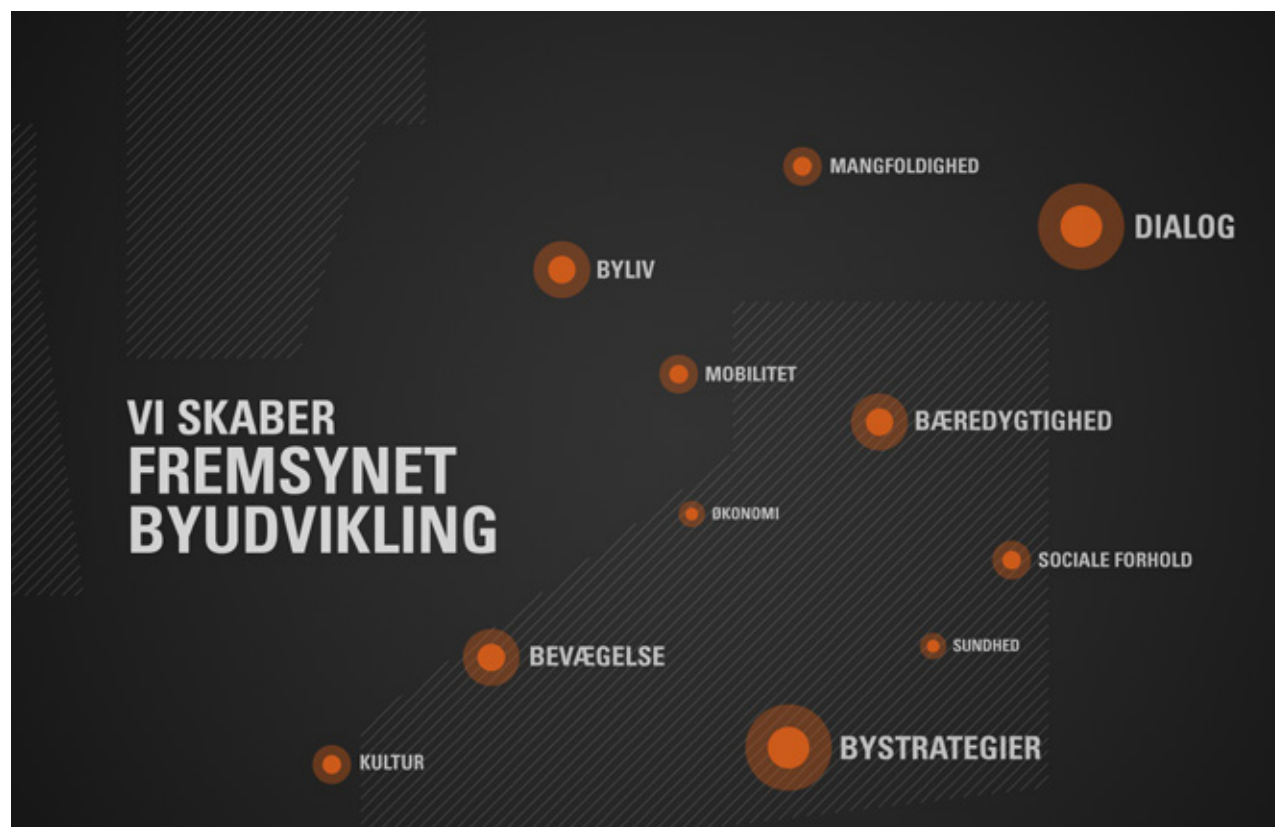 MANGFOLDIGHED
DIALOG
BYLIV
MOBILITET
VI SKABER
FREMSYNET
BYUDVIKLING
BÆREDYGTIGHED
ØKONOMI
SOCIALE FORHOLD
SUNDHED
BEVÆGELSE
BYSTRATEGIER
KULTUR